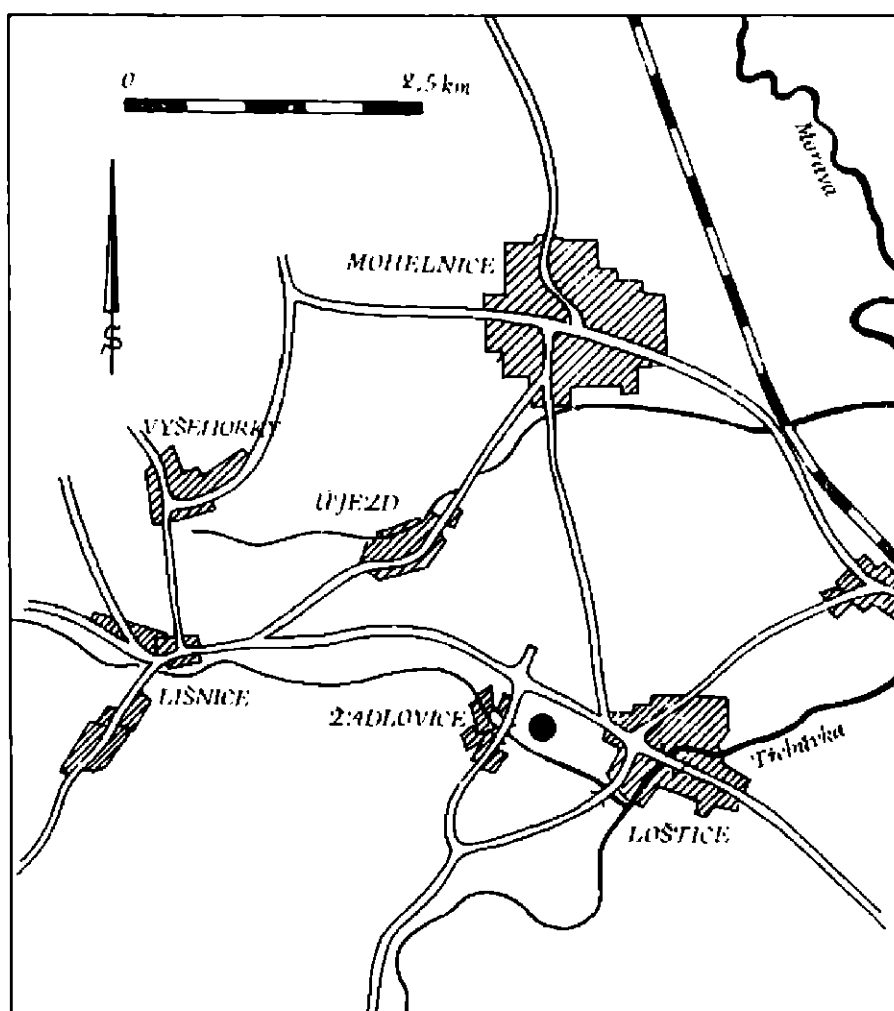 0 2,5 km
Morava
MOHELNICE
S
VYŠEHORKY
ÚJEZD
LIŠNICE
ŽADLOVICE
Třebůvka
LOŠTICE